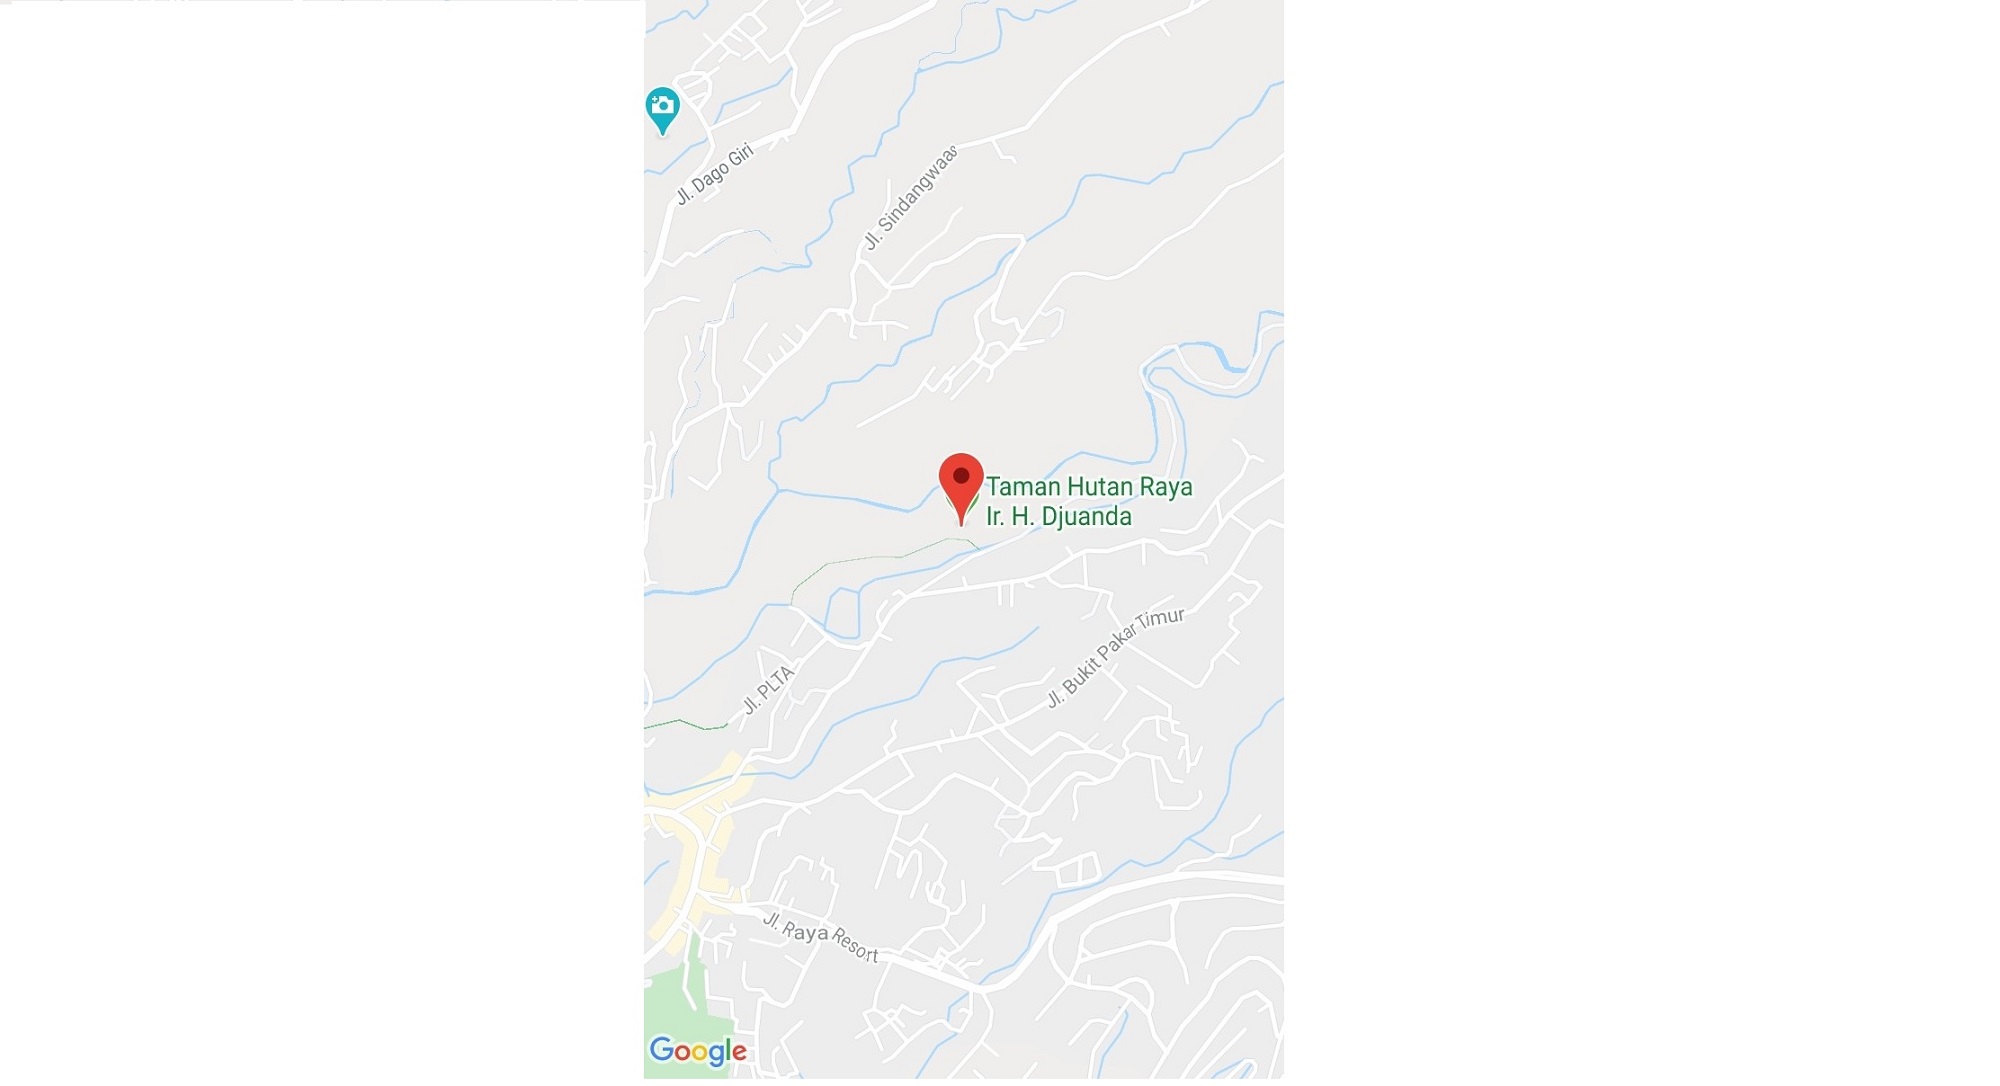 Jl. Dago Giri
Jl. Sindangwaas
Taman Hutan Raya
Ir. H. Djuanda
Jl. Bukit Pakar Timur
Jl. PLTA
Jl. Raya Resort
Google